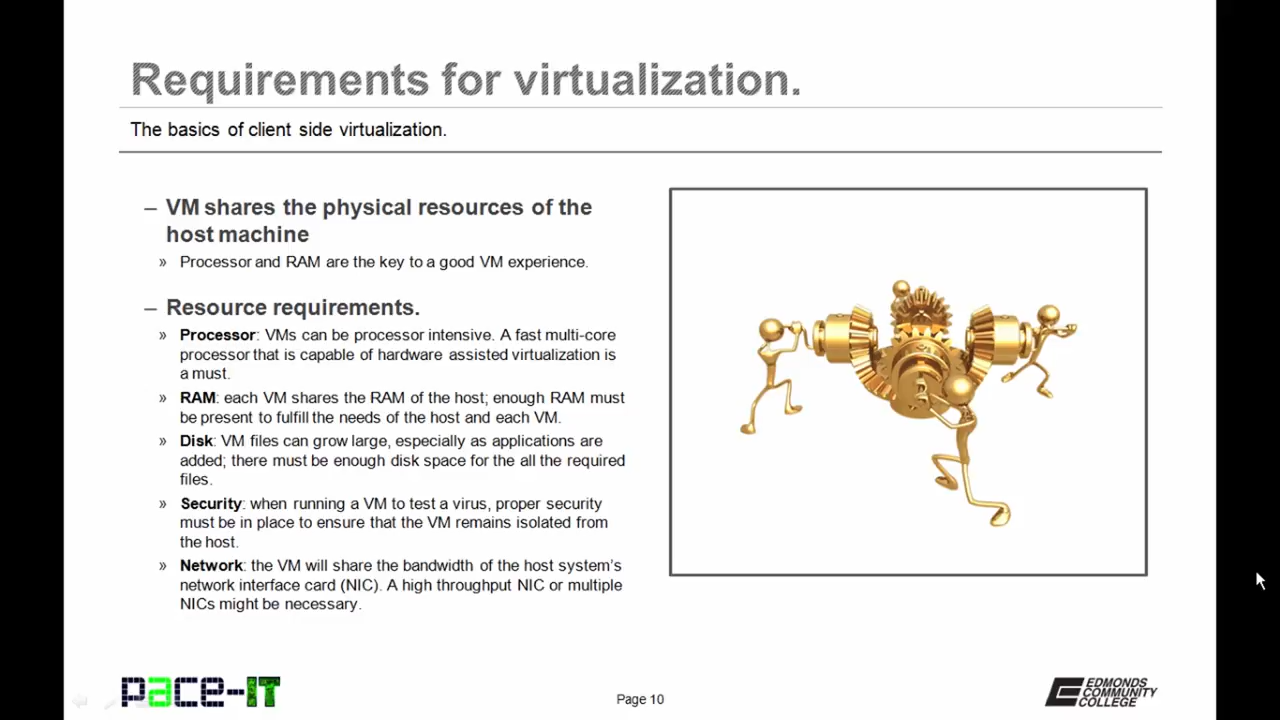 Requirements for virtualization.
The basics of client side virtualization.
– VM shares the physical resources of the
host machine
» Processor and RAM are the key to a good VM experience.
– Resource requirements.
» Processor: VMs can be processor intensive. A fast multi-core
processor that is capable of hardware assisted virtualization is
a must.
» RAM: each VM shares the RAM of the host; enough RAM must
be present to fulfill the needs of the host and each VM.
» Disk: VM files can grow large, especially as applications are
added; there must be enough disk space for the all the required
files.
» Security: when running a VM to test a virus, proper security
must be in place to ensure that the VM remains isolated from
the host.
» Network: the VM will share the bandwidth of the host system’s
network interface card (NIC). A high throughput NIC or multiple
NICs might be necessary.
pace-IT
Page 10
EDMONDS
COMMUNITY
COLLEGE